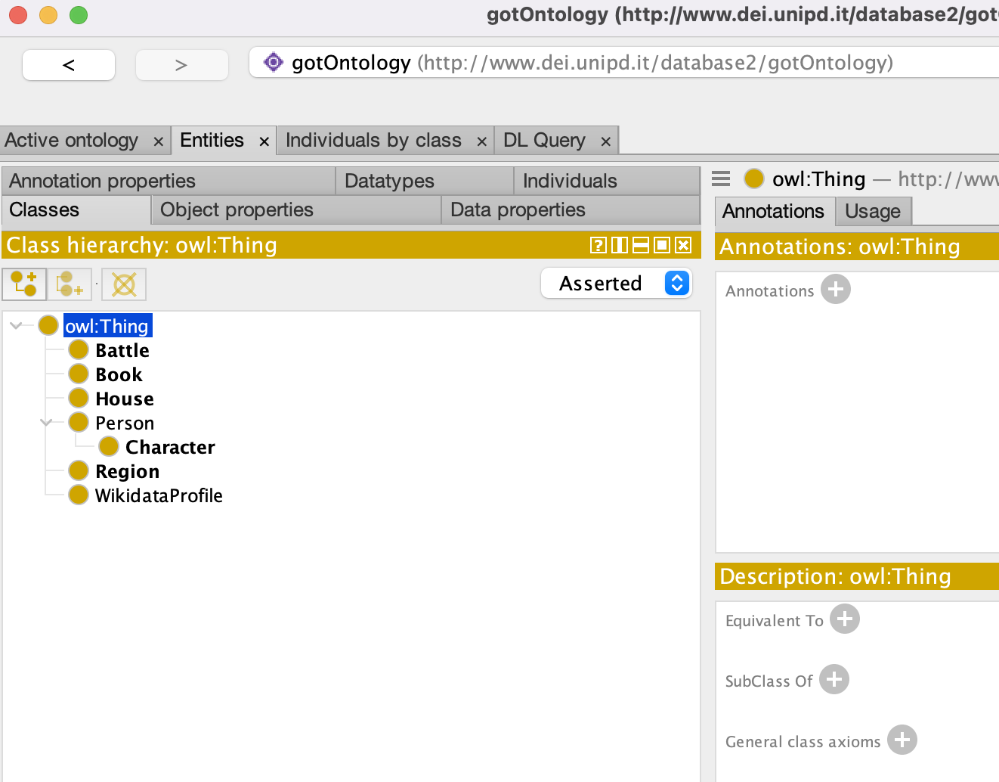 gotOntology (http://www.dei.unipd.it/database2/got
< > gotOntology (http://www.dei.unipd.it/database2/gotOntology)
Active ontology × Entities × Individuals by class × DL Query ×
Annotation properties Datatypes Individuals
Classes Object properties Data properties
Class hierarchy: owl:Thing
Asserted
owl:Thing
Battle
Book
House
Person
Character
Region
WikidataProfile
owl:Thing — http://www
Annotations Usage
Annotations: owl:Thing
Annotations
Description: owl:Thing
Equivalent To
SubClass Of
General class axioms